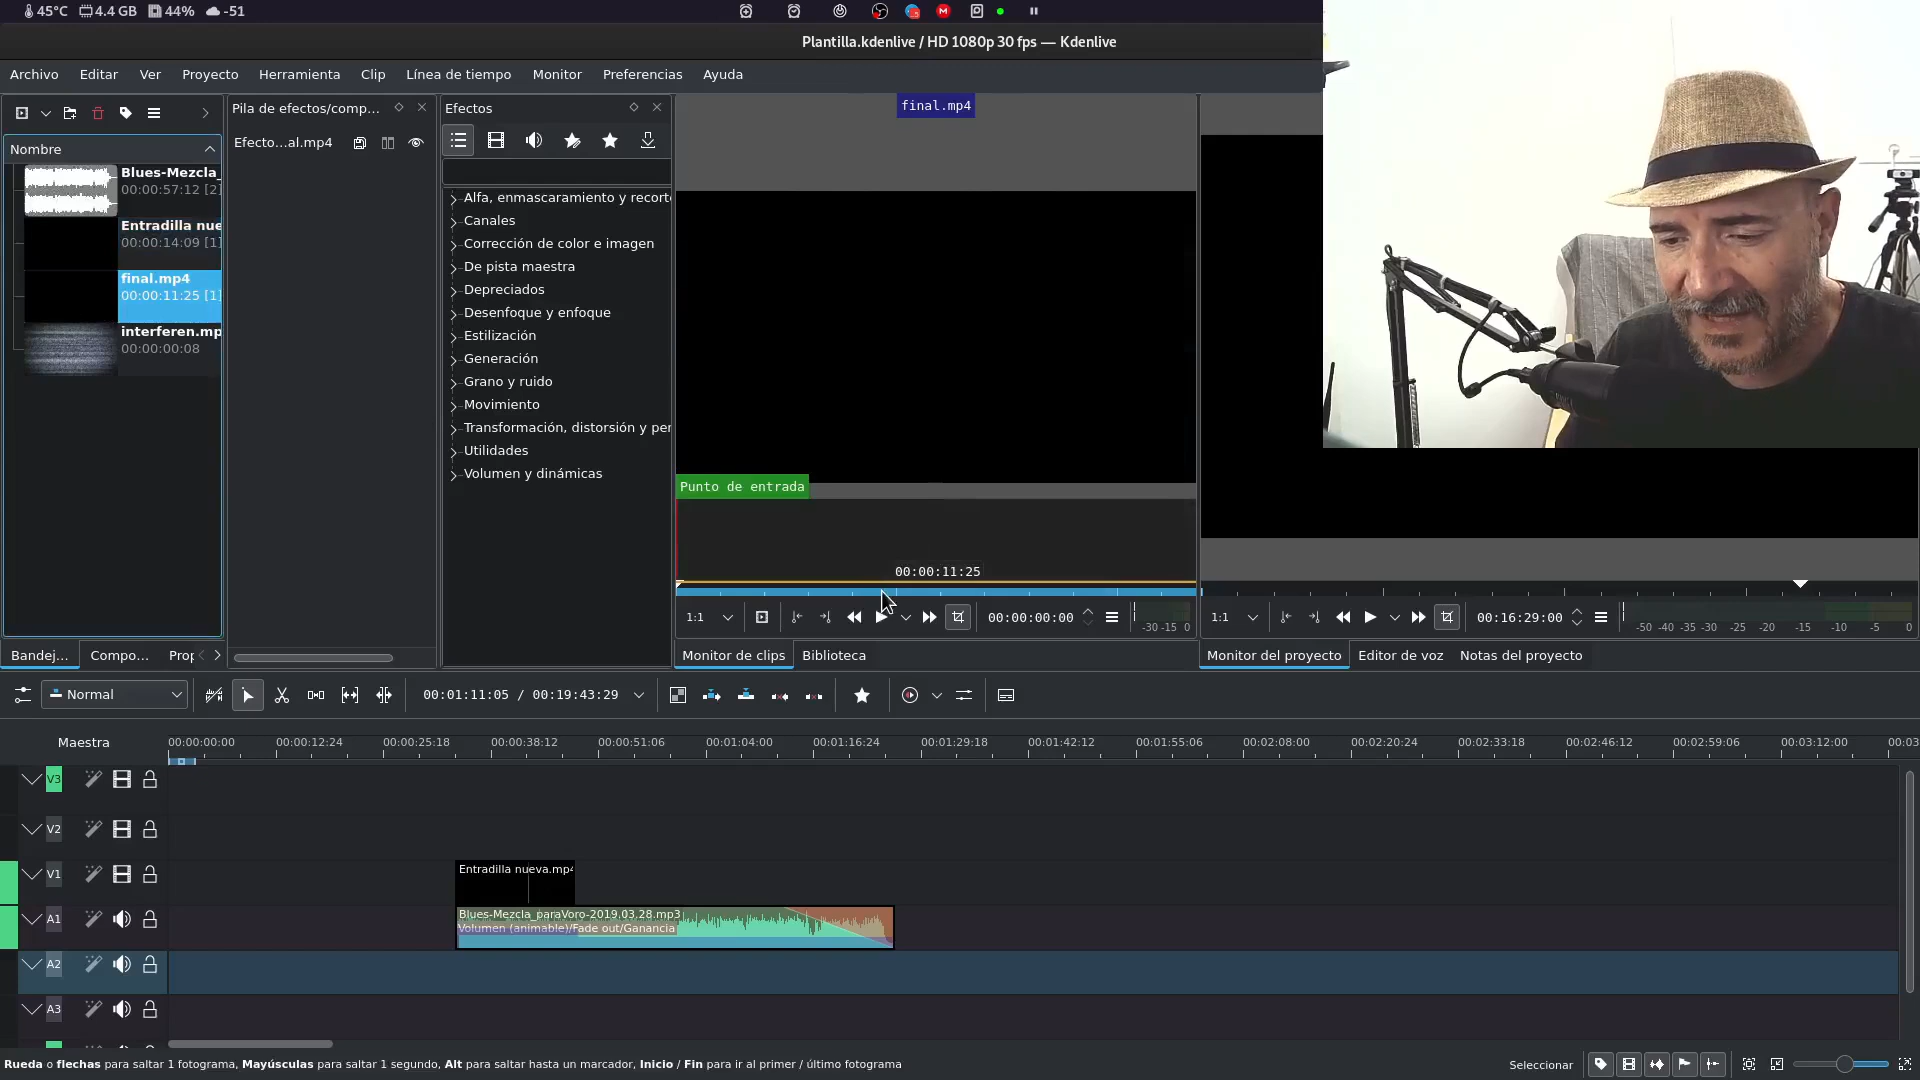 45°C 4.4 GB 44% -51
Plantilla.kdenlive / HD 1080p 30 fps — Kdenlive
Archivo Editar Ver Proyecto Herramienta Clip Línea de tiempo Monitor Preferencias Ayuda
Nombre
Blues-Mezcla_
00:00:57:12 [2]
Entradilla nue
00:00:14:09 [1]
final.mp4
00:00:11:25 [1]
interferen.mp
00:00:00:08
Bandej... Compo... Prop
Pila de efectos/comp...
Efecto...al.mp4
Efectos
Alfa, enmascaramiento y recort
Canales
Corrección de color e imagen
De pista maestra
Depreciados
Desenfoque y enfoque
Estilización
Generación
Grano y ruido
Movimiento
Transformación, distorsión y per
Utilidades
Volumen y dinámicas
final.mp4
Punto de entrada
00:00:11:25
1:1 00:00:00:00 -30 -15 0
Monitor de clips Biblioteca
1:1 00:16:29:00 -50 -40 -35 -30 -25 -20 -15 -10 -5 0
Monitor del proyecto Editor de voz Notas del proyecto
Normal 00:01:11:05 / 00:19:43:29
Maestra 00:00:00:00 00:00:12:24 00:00:25:18 00:00:38:12 00:00:51:06 00:01:04:00 00:01:16:24 00:01:29:18 00:01:42:12 00:01:55:06 00:02:08:00 00:02:20:24 00:02:33:18 00:02:46:12 00:02:59:06 00:03:12:00 00:03
V3
V2
V1 Entradilla nueva.mp4
A1 Blues-Mezcla_paraVoro-2019.03.28.mp3
Volumen (animable)/Fade out/Ganancia
A2
A3
Rueda o flechas para saltar 1 fotograma, Mayúsculas para saltar 1 segundo, Alt para saltar hasta un marcador, Inicio / Fin para ir al primer / último fotograma Seleccionar